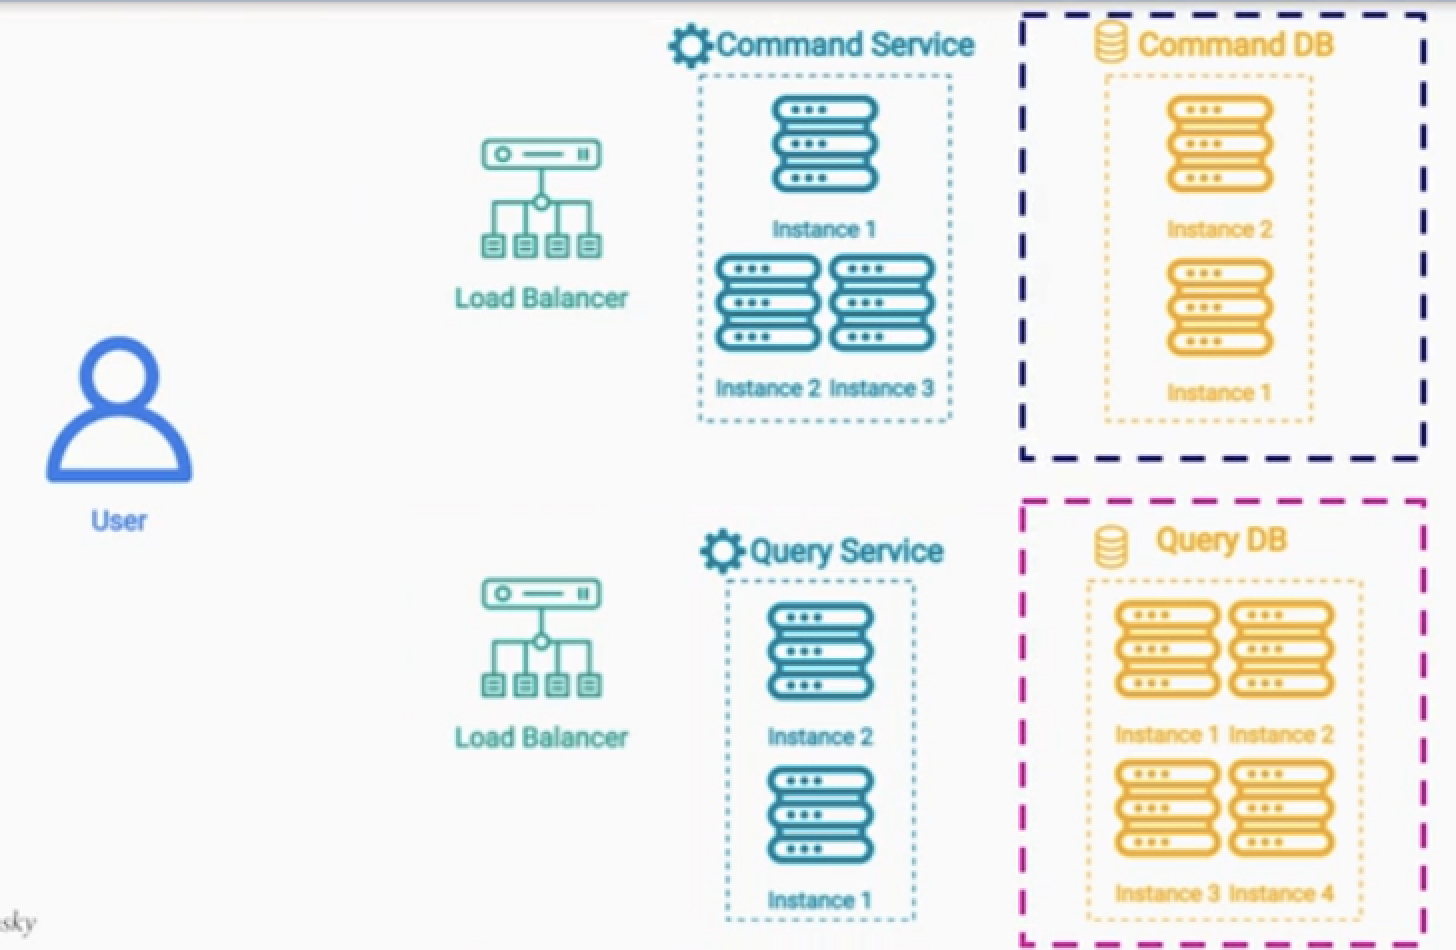 Command Service
Command DB
Instance 1
Instance 2
Load Balancer
Instance 2 Instance 3
Instance 1
User
Query Service
Query DB
Load Balancer
Instance 2
Instance 1 Instance 2
Instance 1
Instance 3 Instance 4
sky